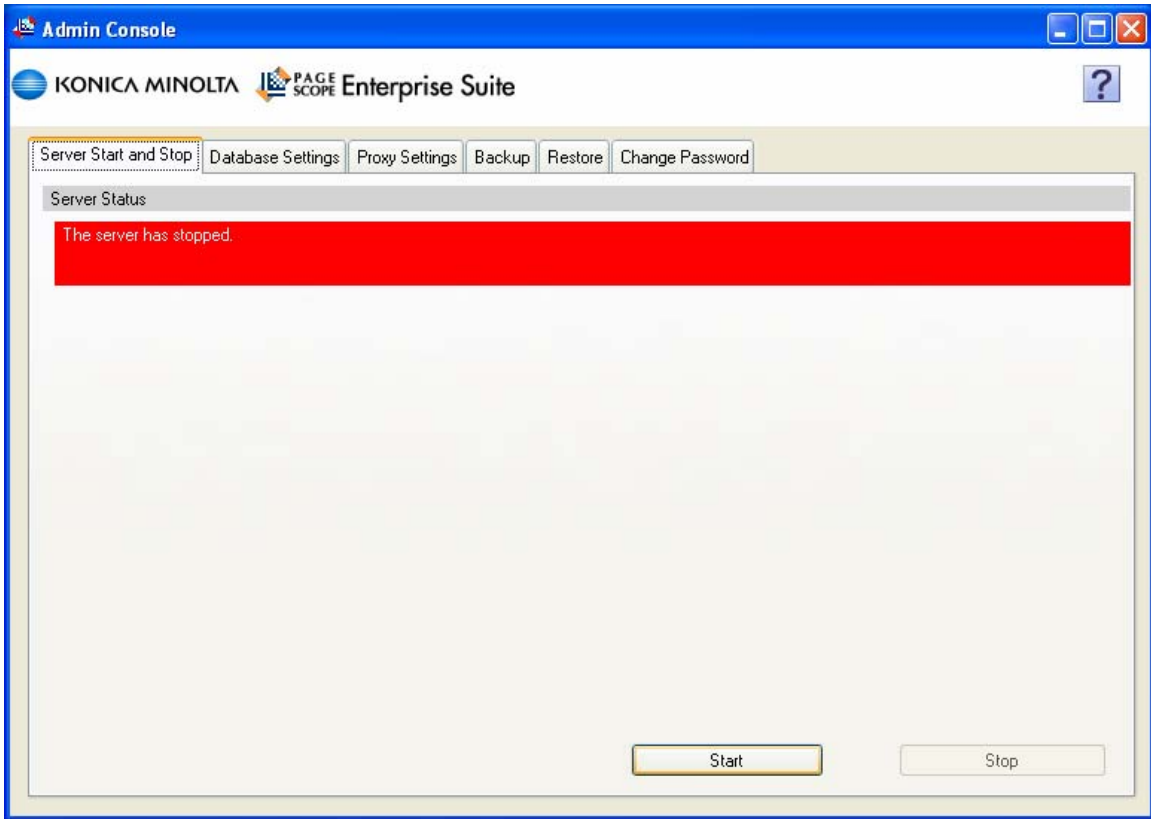 Admin Console
KONICA MINOLTA PAGE SCOPE Enterprise Suite ?
Server Start and Stop Database Settings Proxy Settings Backup Restore Change Password
Server Status
The server has stopped.
Start Stop